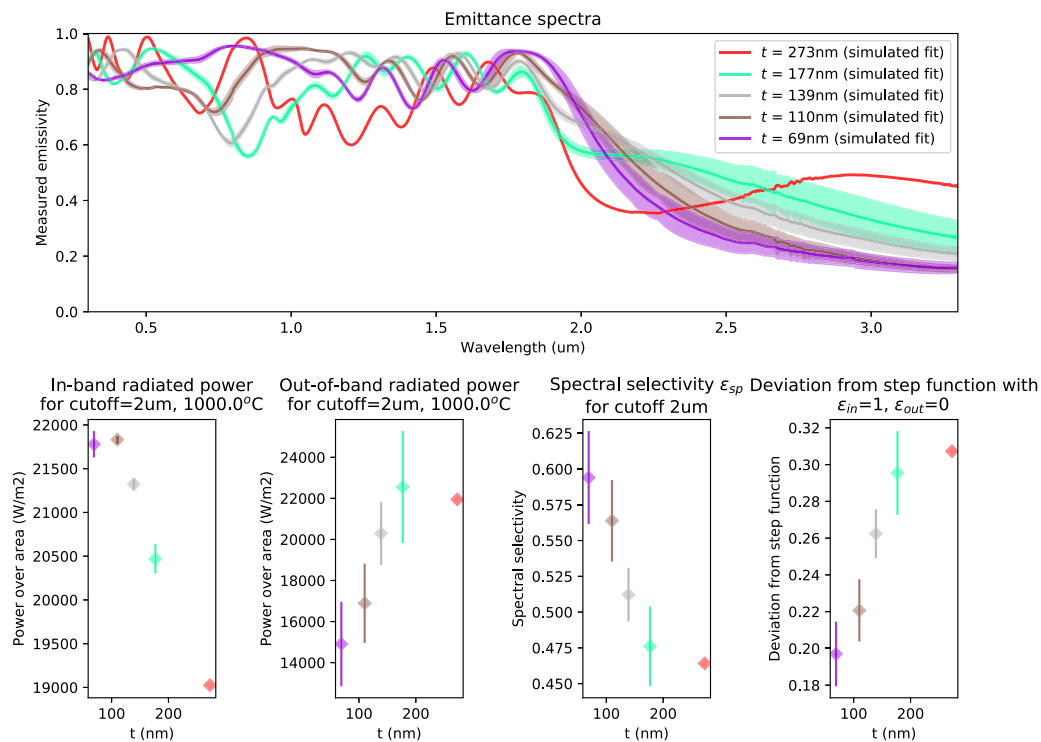 Emittance spectra
1.0
0.8
0.6
0.4
0.2
0.0
Measured emissivity
t = 273nm (simulated fit)
t = 177nm (simulated fit)
t = 139nm (simulated fit)
t = 110nm (simulated fit)
t = 69nm (simulated fit)
0.5 1.0 1.5 2.0 2.5 3.0
Wavelength (um)
In-band radiated power
for cutoff=2um, 1000.0°C
22000
21500
21000
20500
20000
19500
19000
Power over area (W/m2)
100 200
t (nm)
Out-of-band radiated power
for cutoff=2um, 1000.0°C
24000
22000
20000
18000
16000
14000
Power over area (W/m2)
100 200
t (nm)
Spectral selectivity εsp
for cutoff 2um
0.625
0.600
0.575
0.550
0.525
0.500
0.475
0.450
Spectral selectivity
100 200
t (nm)
Deviation from step function with
εin=1, εout=0
0.32
0.30
0.28
0.26
0.24
0.22
0.20
0.18
Deviation from step function
100 200
t (nm)